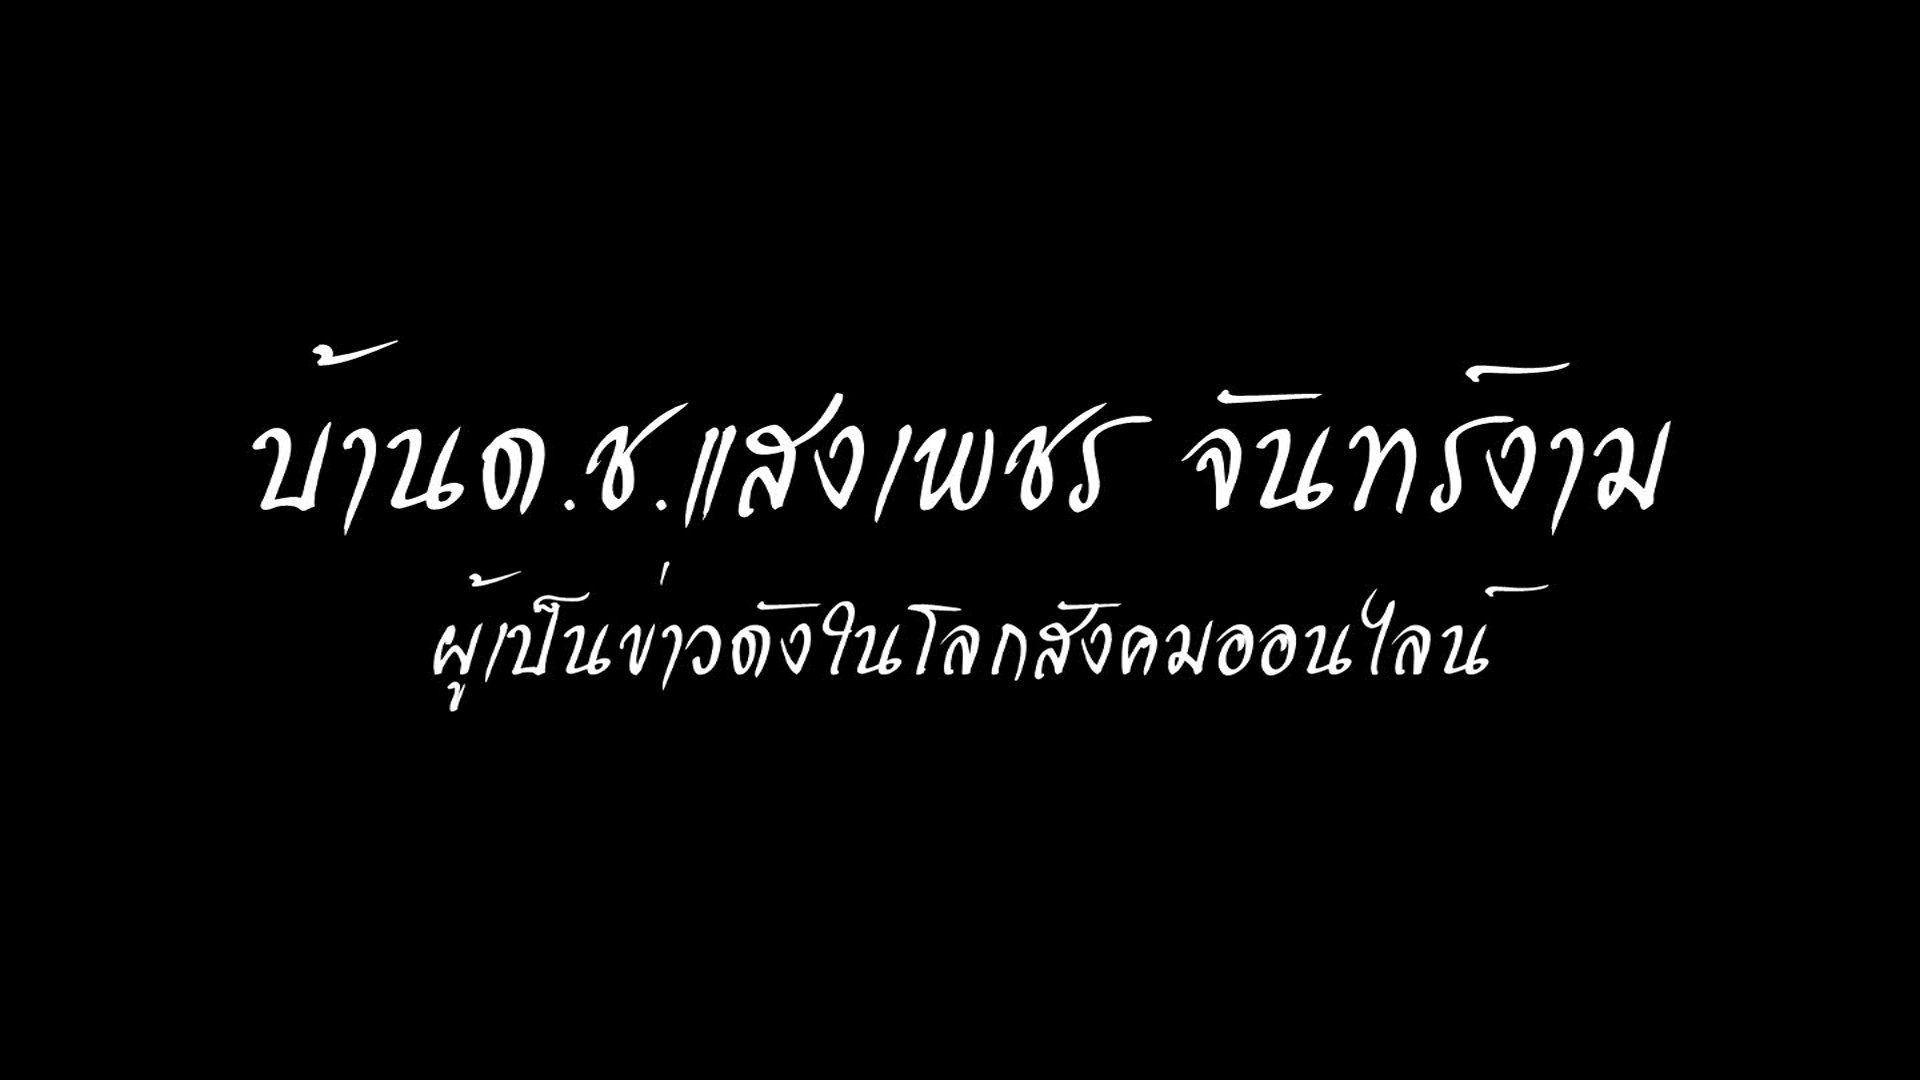 บ้านด.ช.แสงเพชร จันทร์งาม
ผู้เป็นข่าวดังในโลกสังคมออนไลน์